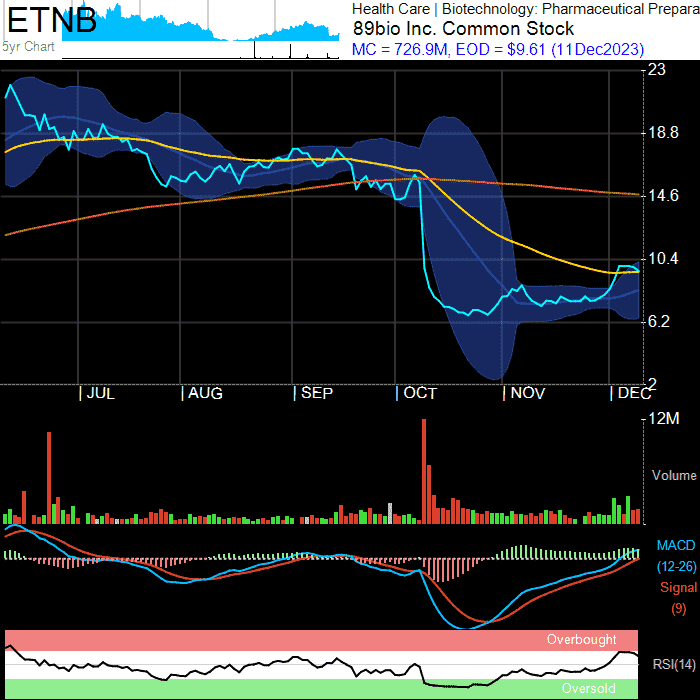 ETNB
5yr Chart
Health Care | Biotechnology: Pharmaceutical Prepara
89bio Inc. Common Stock
MC = 726.9M, EOD = $9.61 (11Dec2023)
23
18.8
14.6
10.4
6.2
2
JUL
AUG
SEP
OCT
NOV
DEC
12M
Volume
MACD
(12-26)
Signal
(9)
Overbought
RSI(14)
Oversold